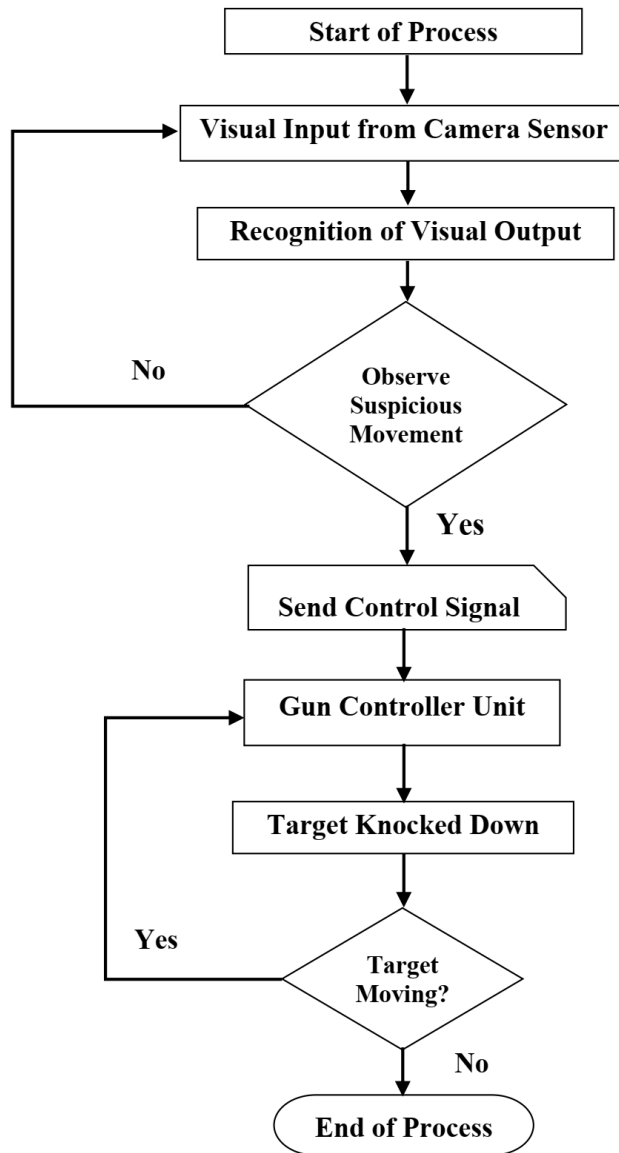 Start of Process
Visual Input from Camera Sensor
Recognition of Visual Output
No
Observe
Suspicious
Movement
Yes
Send Control Signal
Gun Controller Unit
Target Knocked Down
Yes
Target
Moving?
No
End of Process